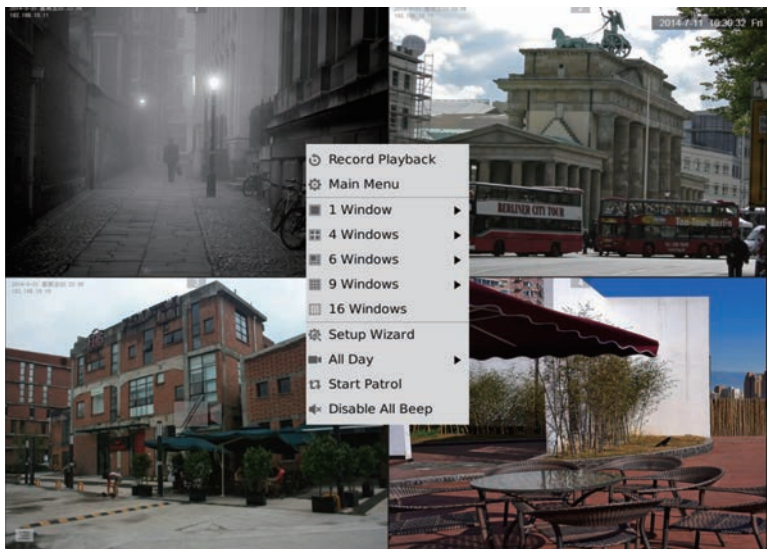 2014-7-11 16:30:32 Fri
Record Playback
Main Menu
1 Window
4 Windows
6 Windows
9 Windows
16 Windows
Setup Wizard
All Day
Start Patrol
Disable All Beep
BERLINER CITY TOUR